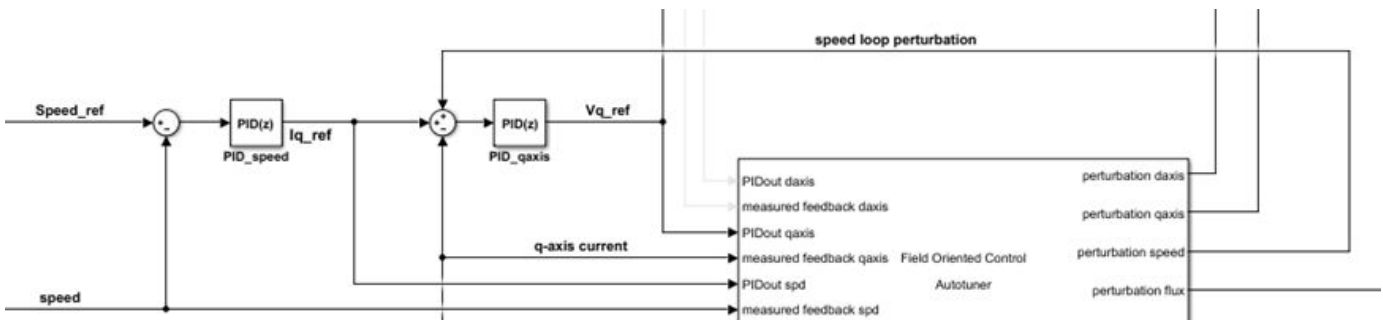 speed loop perturbation
Speed_ref
PID(z)
Iq_ref
PID_speed
PID(z)
Vq_ref
PID_qaxis
PIDout daxis
perturbation daxis
measured feedback daxis
perturbation qaxis
PIDout qaxis
q-axis current
measured feedback qaxis
Field Oriented Control
Autotuner
perturbation speed
PIDout spd
perturbation flux
speed
measured feedback spd